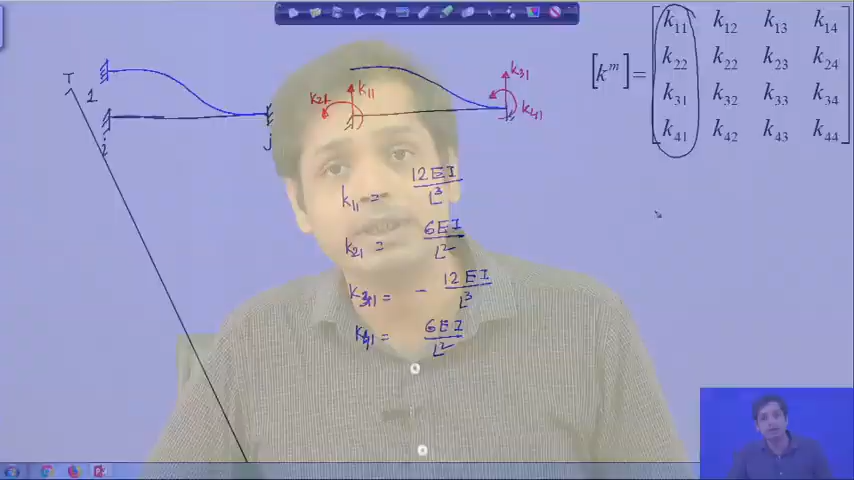 T
1
i
j
k21
k11
k31
k41
k11 = 12EI / L³
k21 = 6EI / L²
k31 = - 12EI / L³
k41 = 6EI / L²
[k^m] =
k11 k12 k13 k14
k22 k22 k23 k24
k31 k32 k33 k34
k41 k42 k43 k44